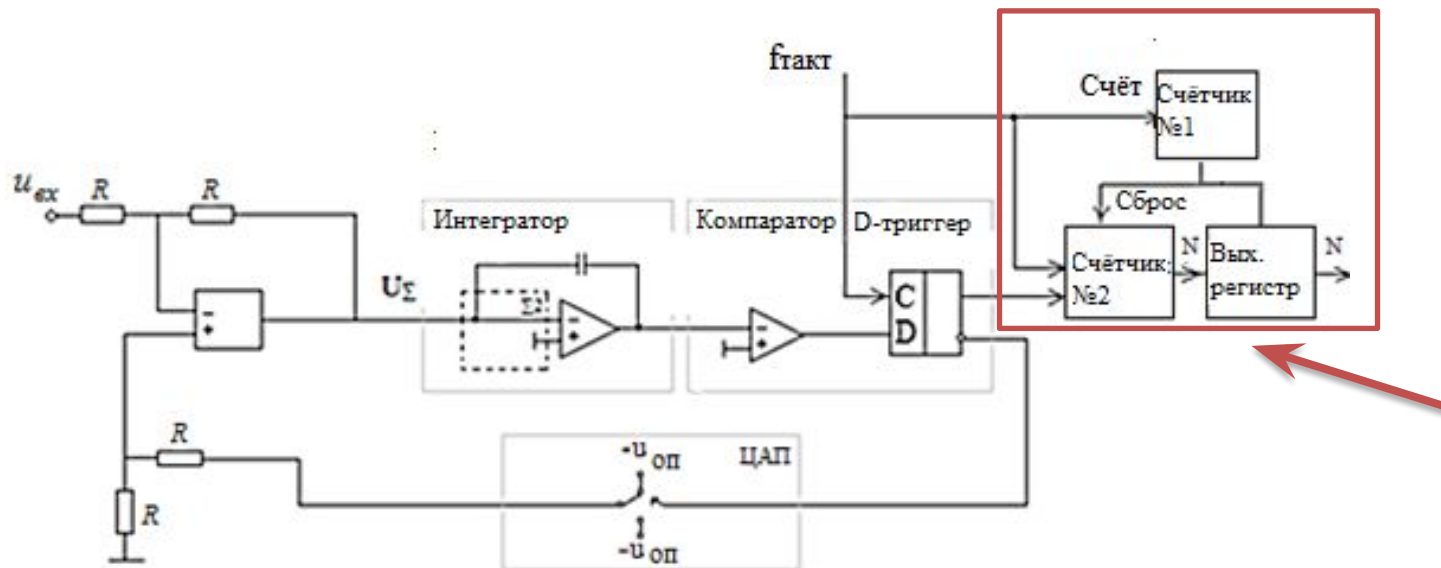 fтакт
Счёт
Счётчик
№1
Сброс
uвх
R
R
Интегратор
Компаратор
D-триггер
Счётчик
№2
N
Вых.
регистр
N
UΣ
Σ
-
+
-
+
-
+
C
D
R
-uоп
ЦАП
R
-uоп